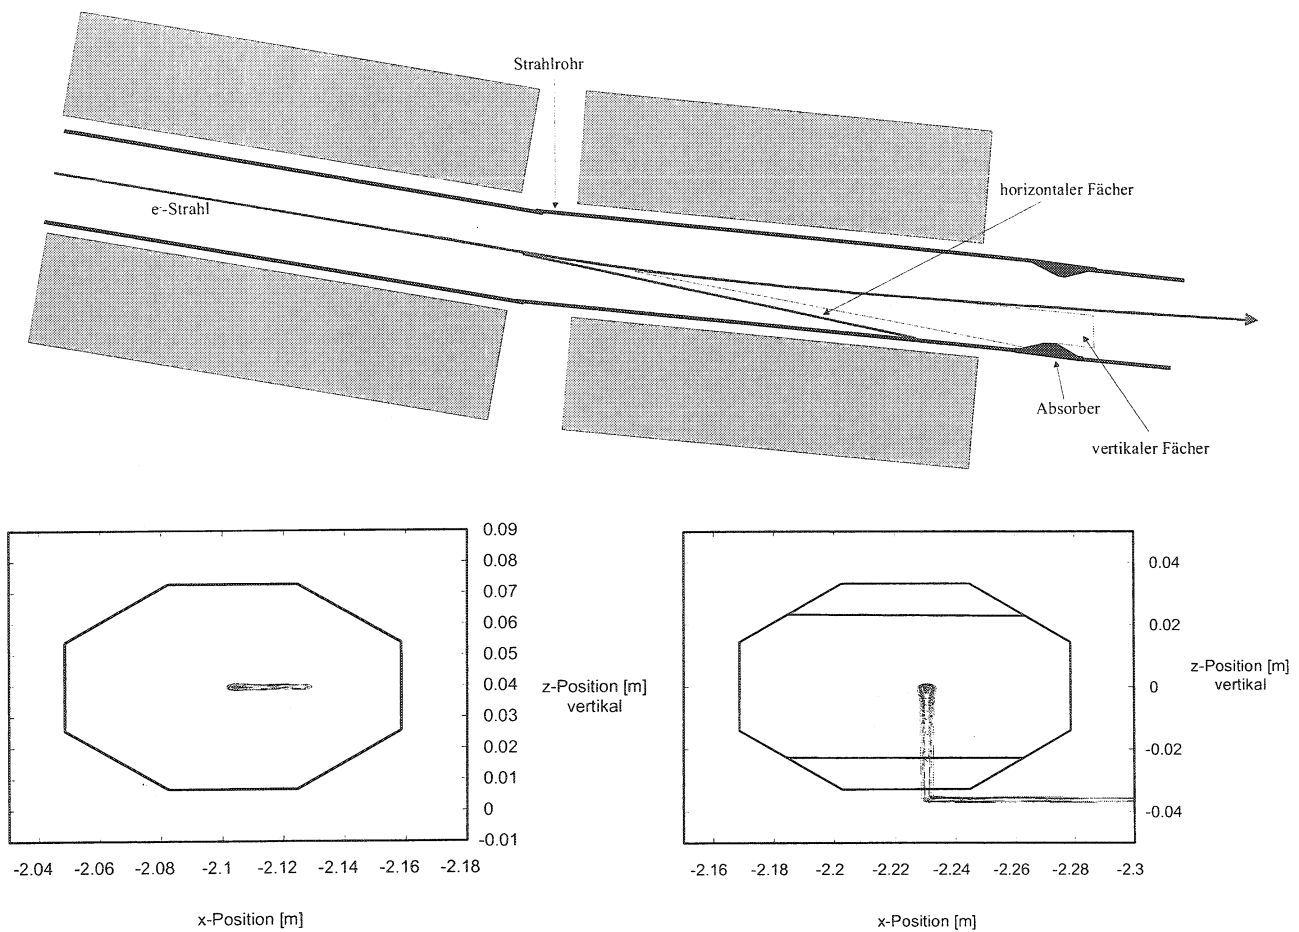 Strahlrohr
horizontaler Fächer
e⁻-Strahl
Absorber
vertikaler Fächer
0.09
0.08
0.07
0.06
0.05
0.04
0.03
0.02
0.01
0
-0.01
z-Position [m]
vertikal
-2.04 -2.06 -2.08 -2.1 -2.12 -2.14 -2.16 -2.18
x-Position [m]
0.04
0.02
0
-0.02
-0.04
z-Position [m]
vertikal
-2.16 -2.18 -2.2 -2.22 -2.24 -2.26 -2.28 -2.3
x-Position [m]